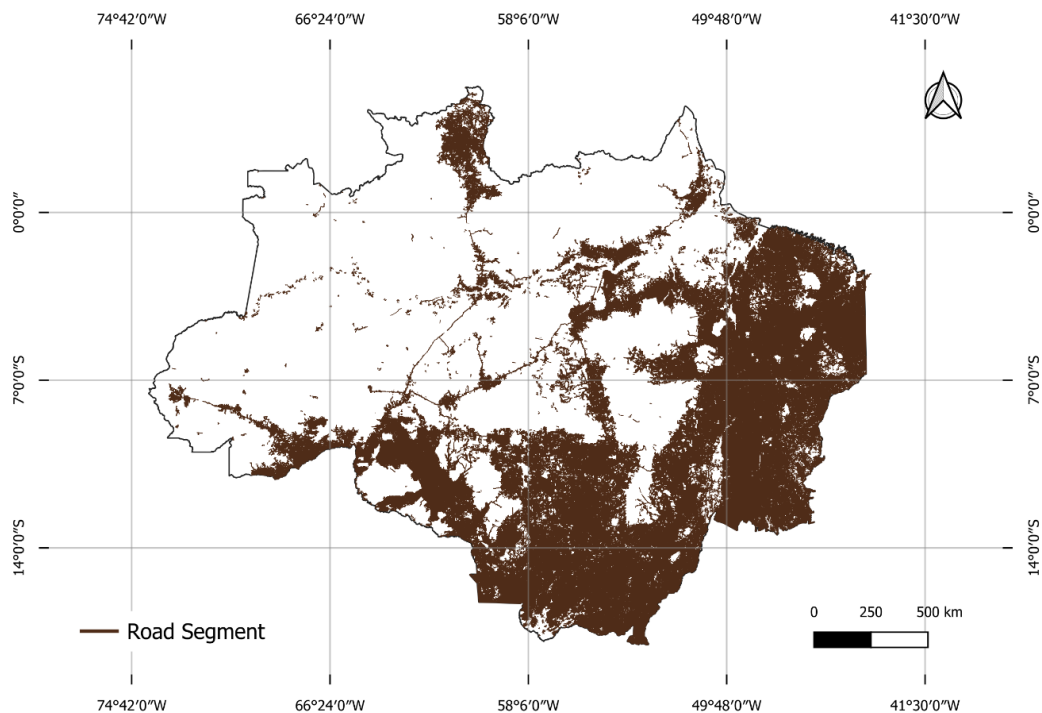 74°42′0″W 66°24′0″W 58°6′0″W 49°48′0″W 41°30′0″W
0°0′0″ 0°0′0″
7°0′0″S 7°0′0″S
14°0′0″S 14°0′0″S
0 250 500 km
Road Segment
74°42′0″W 66°24′0″W 58°6′0″W 49°48′0″W 41°30′0″W